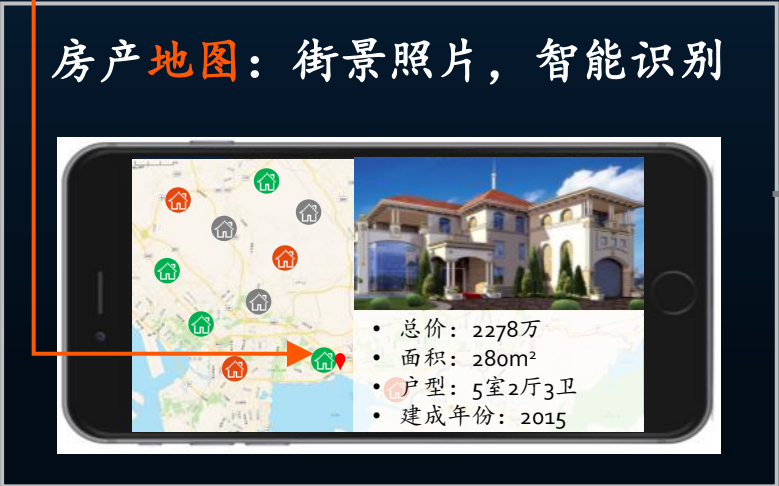 房产地图：街景照片，智能识别
• 总价：2278万
• 面积：280m²
• 户型：5室2厅3卫
• 建成年份：2015